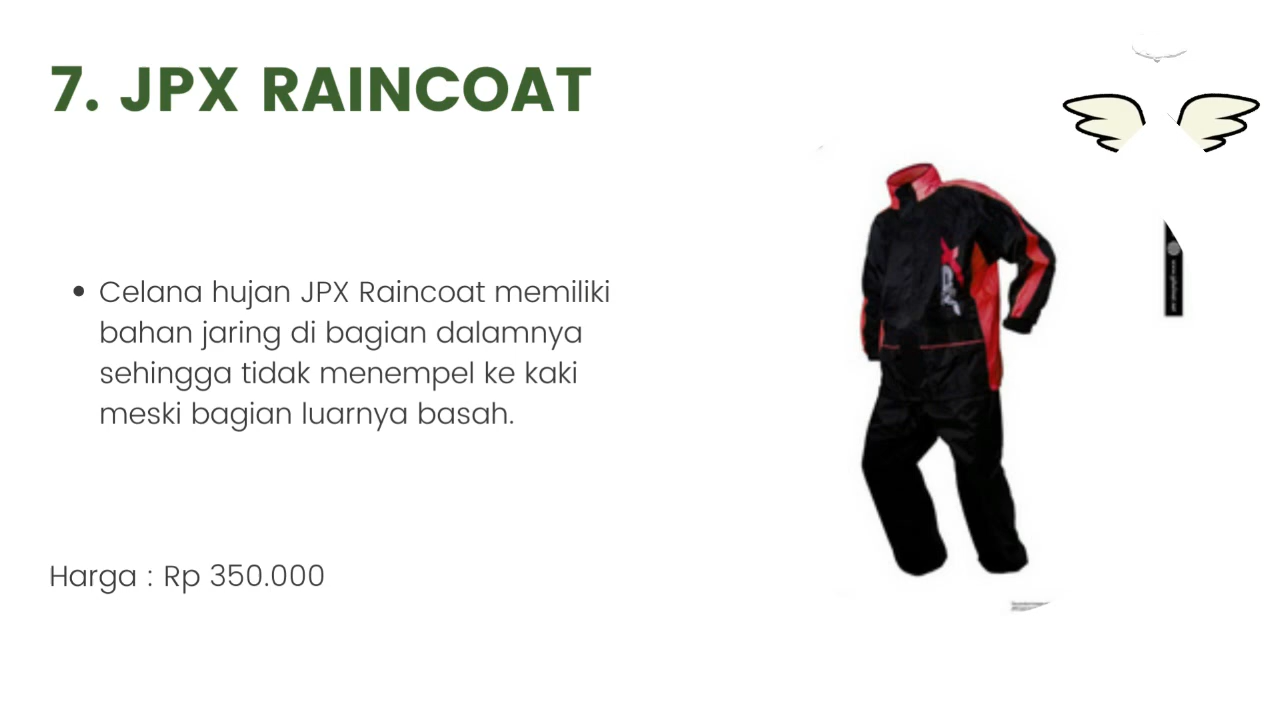 7. JPX RAINCOAT
Celana hujan JPX Raincoat memiliki
bahan jaring di bagian dalamnya
sehingga tidak menempel ke kaki
meski bagian luarnya basah.
Harga : Rp 350.000